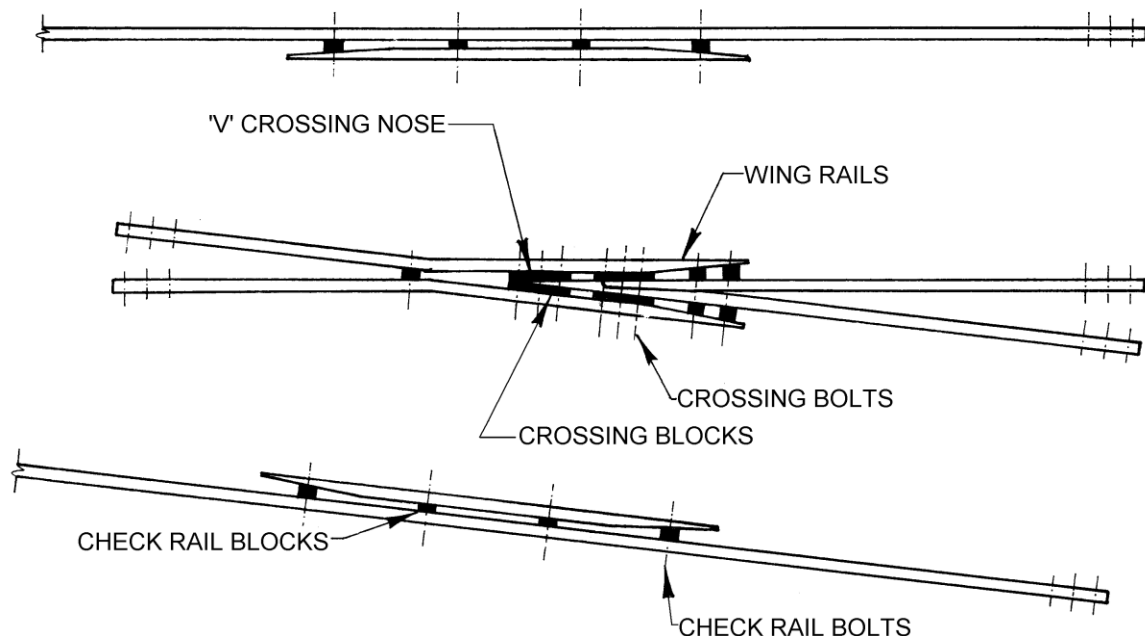 'V' CROSSING NOSE
WING RAILS
CROSSING BOLTS
CROSSING BLOCKS
CHECK RAIL BLOCKS
CHECK RAIL BOLTS